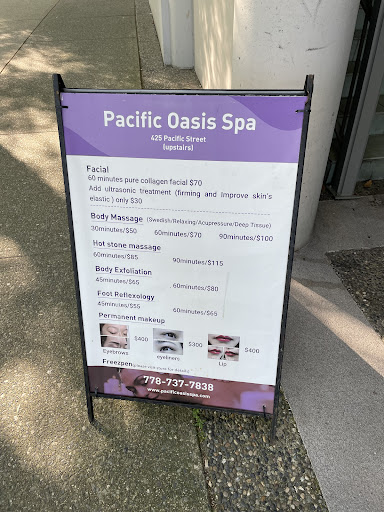 Pacific Oasis Spa
425 Pacific Street
(upstairs)
Facial
60 minutes pure collagen facial $70
Add ultrasonic treatment (firming and Improve skin's
elastic ) only $30
Body Massage (Swedish/Relaxing/Acupressure/Deep Tissue)
30minutes/$50 60minutes/$70 90minutes/$100
Hot stone massage
60minutes/$85 90minutes/$115
Body Exfoliation
45minutes/$65 60minutes/$80
Foot Reflexology
45minutes/$55 60minutes/$65
Permanent makeup
$400 $300 $400
Eyebrows eyeliners Lip
Freezpen
778-737-7838
www.pacificoasisspa.com